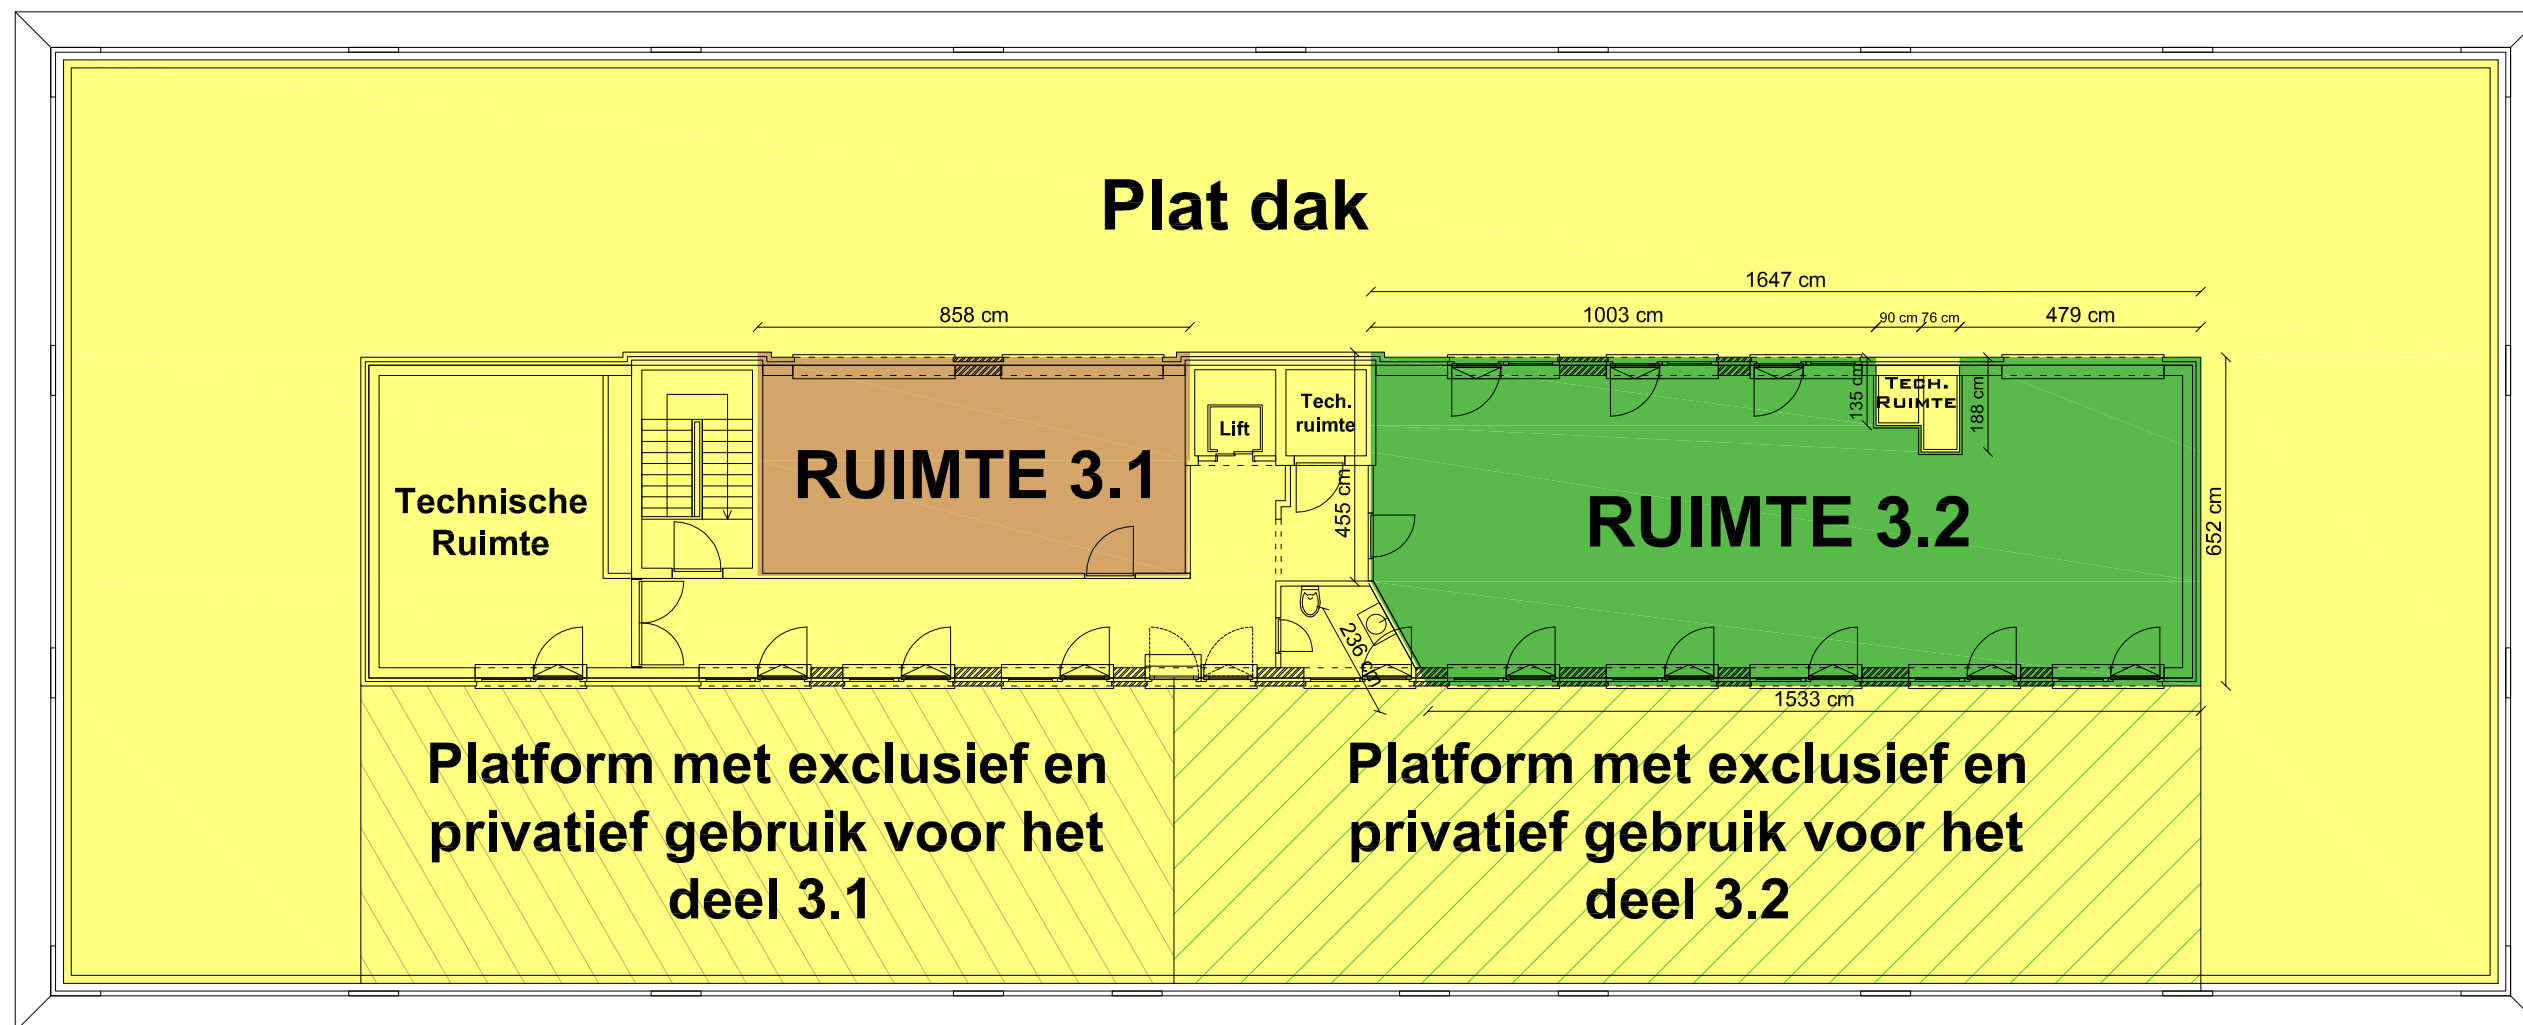 Plat dak
1647 cm
858 cm
1003 cm
90 cm
76 cm
479 cm
TECH.
RUIMTE
135 cm
188 cm
Tech.
ruimte
Lift
RUIMTE 3.1
455 cm
RUIMTE 3.2
652 cm
Technische
Ruimte
236 cm
1533 cm
Platform met exclusief en
privatief gebruik voor het
deel 3.1
Platform met exclusief en
privatief gebruik voor het
deel 3.2